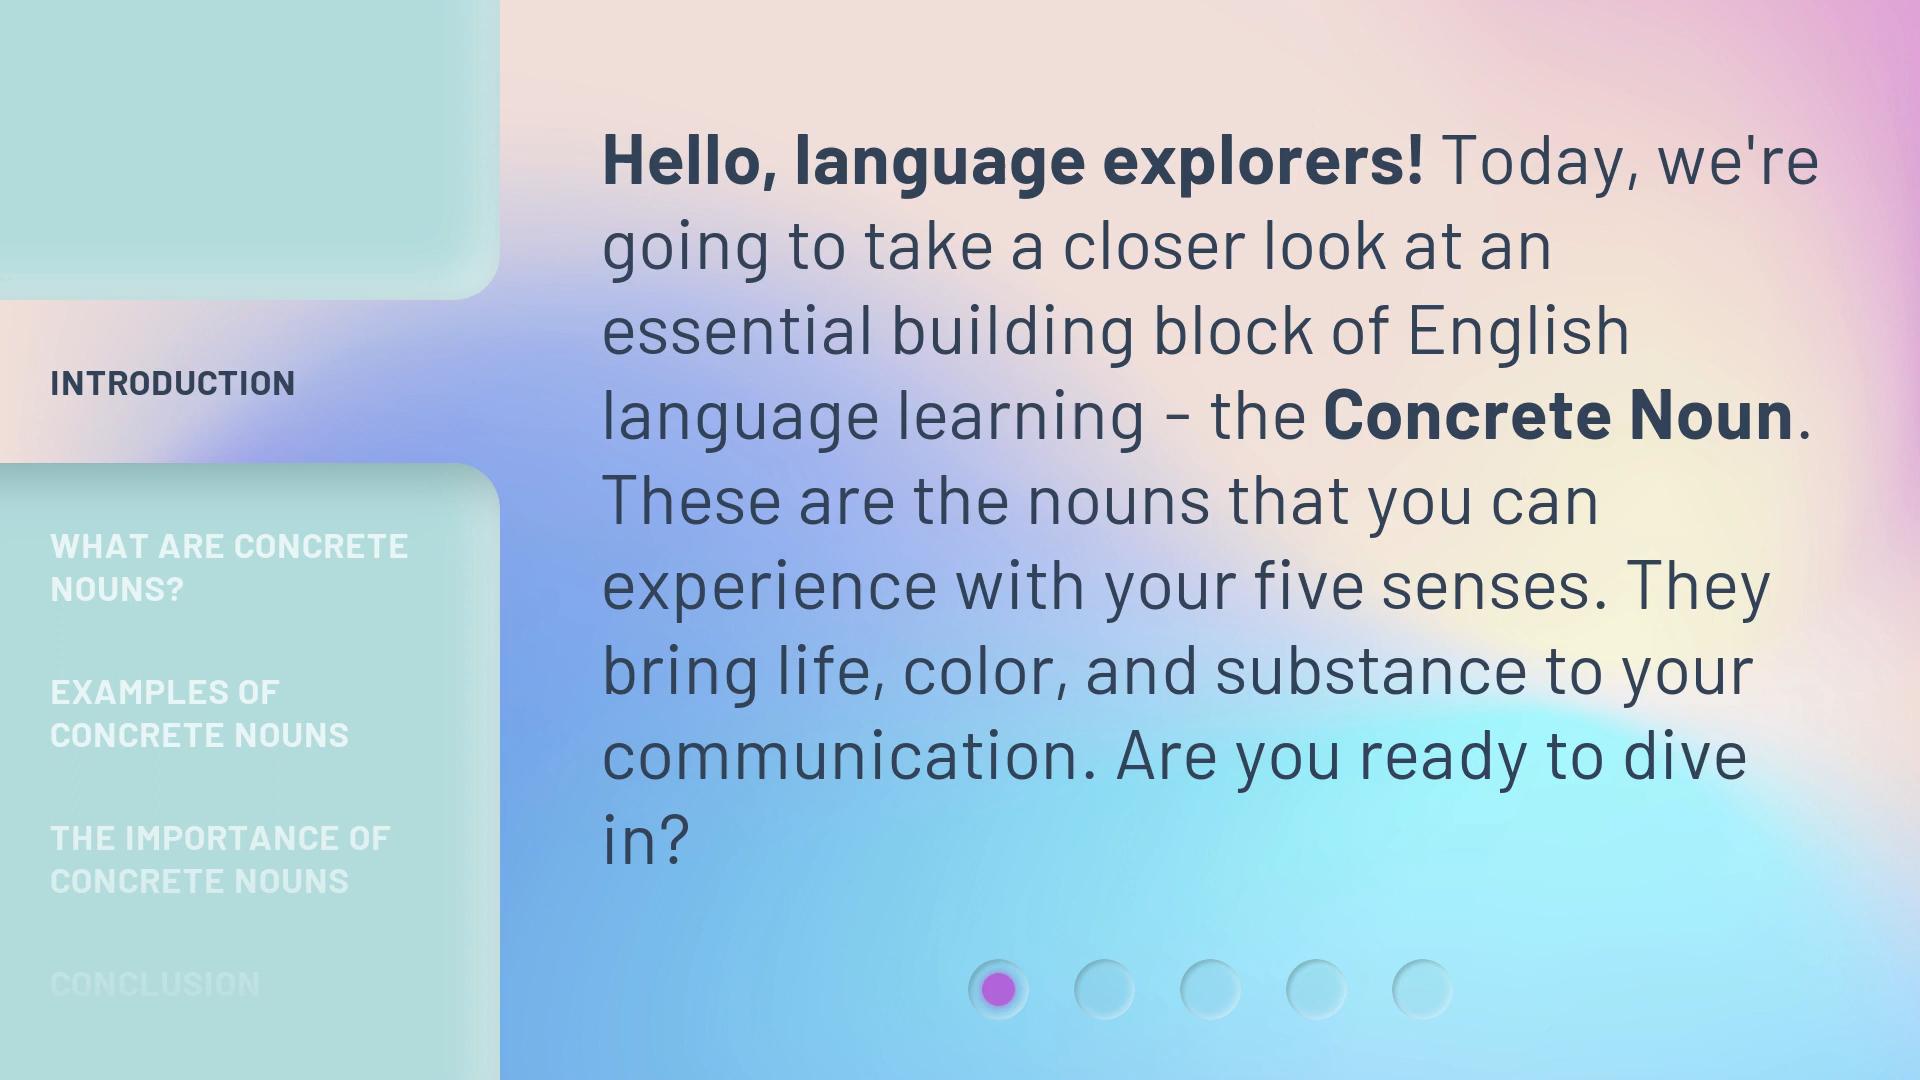 INTRODUCTION
WHAT ARE CONCRETE
NOUNS?
EXAMPLES OF
CONCRETE NOUNS
THE IMPORTANCE OF
CONCRETE NOUNS
CONCLUSION
Hello, language explorers! Today, we're
going to take a closer look at an
essential building block of English
language learning - the Concrete Noun.
These are the nouns that you can
experience with your five senses. They
bring life, color, and substance to your
communication. Are you ready to dive
in?